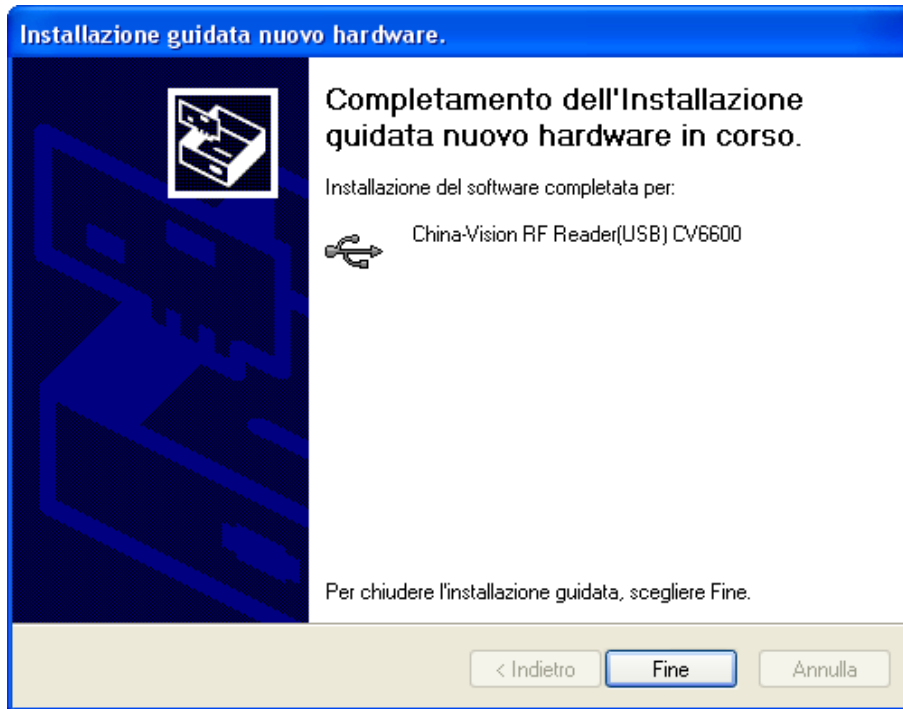 Installazione guidata nuovo hardware.
Completamento dell'Installazione
guidata nuovo hardware in corso.
Installazione del software completata per:
China-Vision RF Reader(USB) CV6600
Per chiudere l'installazione guidata, scegliere Fine.
< Indietro
Fine
Annulla